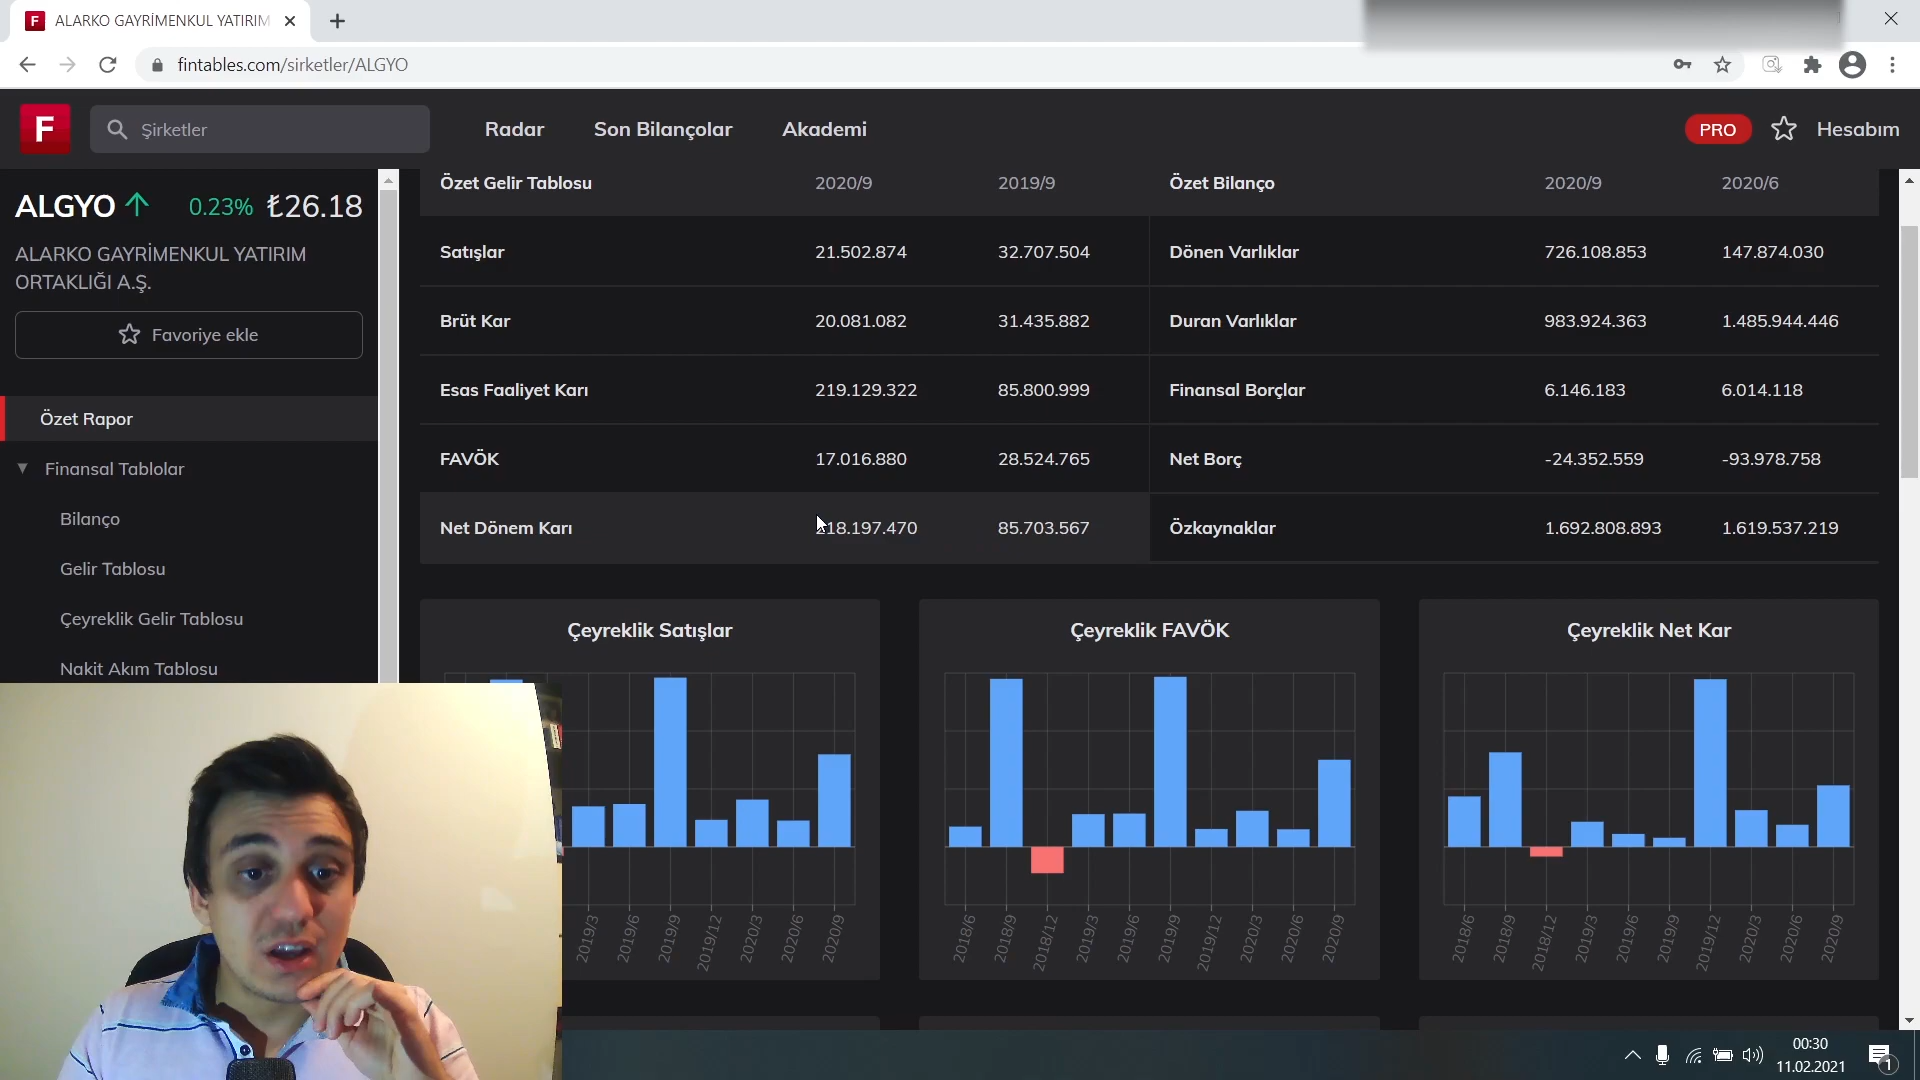 ALARKO GAYRİMENKUL YATIRIM
fintables.com/sirketler/ALGYO
F
Şirketler
Radar
Son Bilançolar
Akademi
PRO
Hesabım
ALGYO
0.23%
₺26.18
ALARKO GAYRİMENKUL YATIRIM
ORTAKLIĞI A.Ş.
Favoriye ekle
Özet Rapor
Finansal Tablolar
Bilanço
Gelir Tablosu
Çeyreklik Gelir Tablosu
Nakit Akım Tablosu
Özet Gelir Tablosu 2020/9 2019/9
Satışlar 21.502.874 32.707.504
Brüt Kar 20.081.082 31.435.882
Esas Faaliyet Karı 219.129.322 85.800.999
FAVÖK 17.016.880 28.524.765
Net Dönem Karı 18.197.470 85.703.567
Özet Bilanço 2020/9 2020/6
Dönen Varlıklar 726.108.853 147.874.030
Duran Varlıklar 983.924.363 1.485.944.446
Finansal Borçlar 6.146.183 6.014.118
Net Borç -24.352.559 -93.978.758
Özkaynaklar 1.692.808.893 1.619.537.219
Çeyreklik Satışlar
2019/3 2019/6 2019/9 2019/12 2020/3 2020/6 2020/9
Çeyreklik FAVÖK
2018/6 2018/9 2018/12 2019/3 2019/6 2019/9 2019/12 2020/3 2020/6 2020/9
Çeyreklik Net Kar
2018/6 2018/9 2018/12 2019/3 2019/6 2019/9 2019/12 2020/3 2020/6 2020/9
00:30
11.02.2021
1